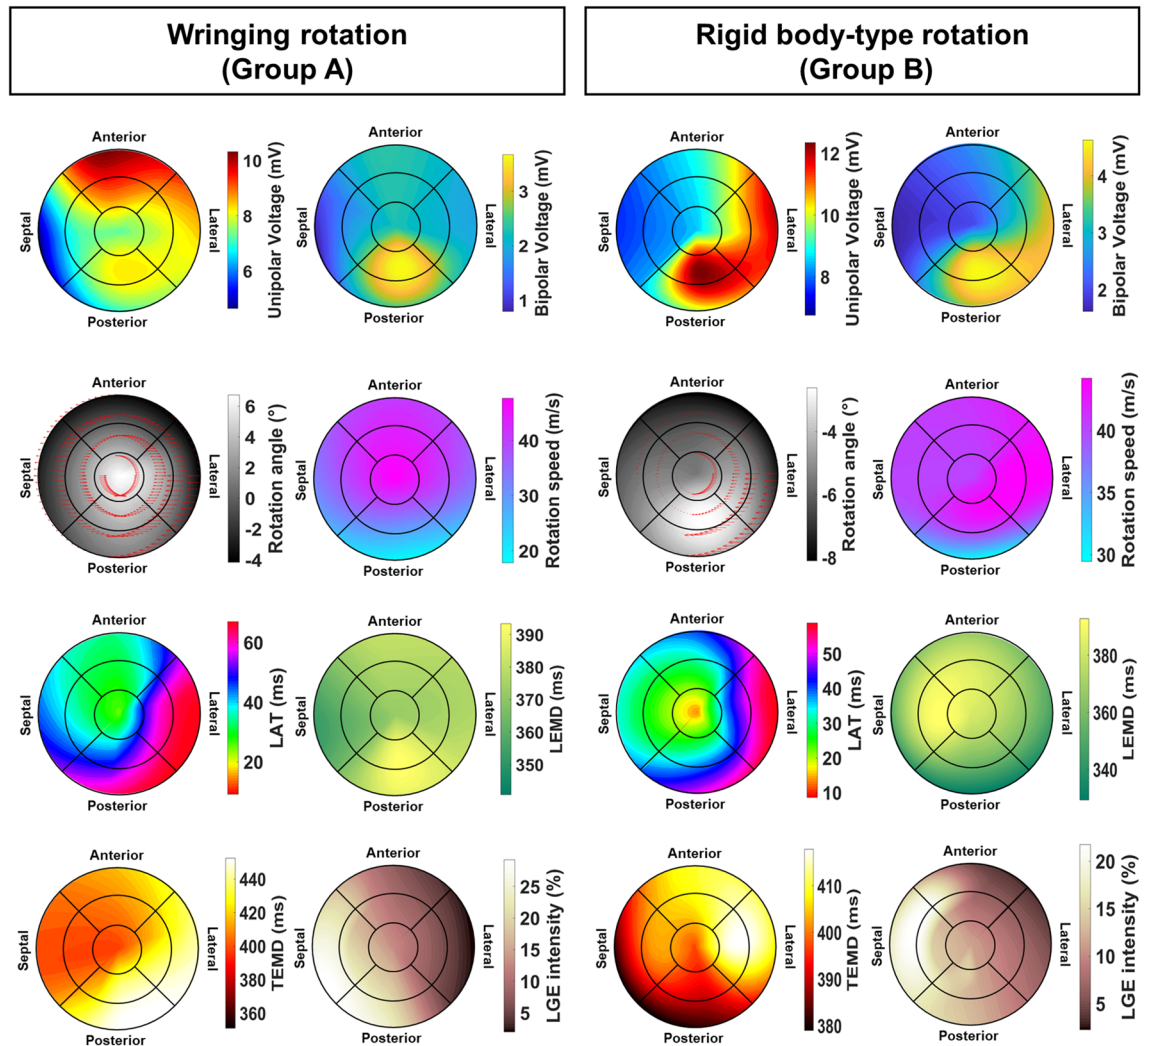 Wringing rotation
(Group A)
Rigid body-type rotation
(Group B)
Anterior
Septal
Lateral
Posterior
10
8
6
Unipolar Voltage (mV)
Anterior
Posterior
3
2
1
Bipolar Voltage (mV)
Anterior
Septal
Lateral
Posterior
12
10
8
Unipolar Voltage (mV)
Anterior
Posterior
4
3
2
Bipolar Voltage (mV)
Anterior
Septal
Lateral
Posterior
6
4
2
0
-2
-4
Rotation angle (°)
Anterior
Septal
Lateral
Posterior
40
30
20
Rotation speed (m/s)
Anterior
Septal
Lateral
Posterior
-4
-6
-8
Rotation angle (°)
Anterior
Septal
Lateral
Posterior
40
35
30
Rotation speed (m/s)
Anterior
Septal
Lateral
Posterior
60
40
20
LAT (ms)
Anterior
Septal
Lateral
Posterior
390
380
370
360
350
LEMD (ms)
Anterior
Septal
Lateral
Posterior
50
40
30
20
10
LAT (ms)
Anterior
Septal
Lateral
Posterior
380
360
340
LEMD (ms)
Anterior
Septal
Lateral
Posterior
440
420
400
380
360
TEMD (ms)
Anterior
Septal
Lateral
Posterior
25
20
15
10
5
LGE intensity (%)
Anterior
Septal
Lateral
Posterior
410
400
390
380
TEMD (ms)
Anterior
Septal
Lateral
Posterior
20
15
10
5
LGE intensity (%)